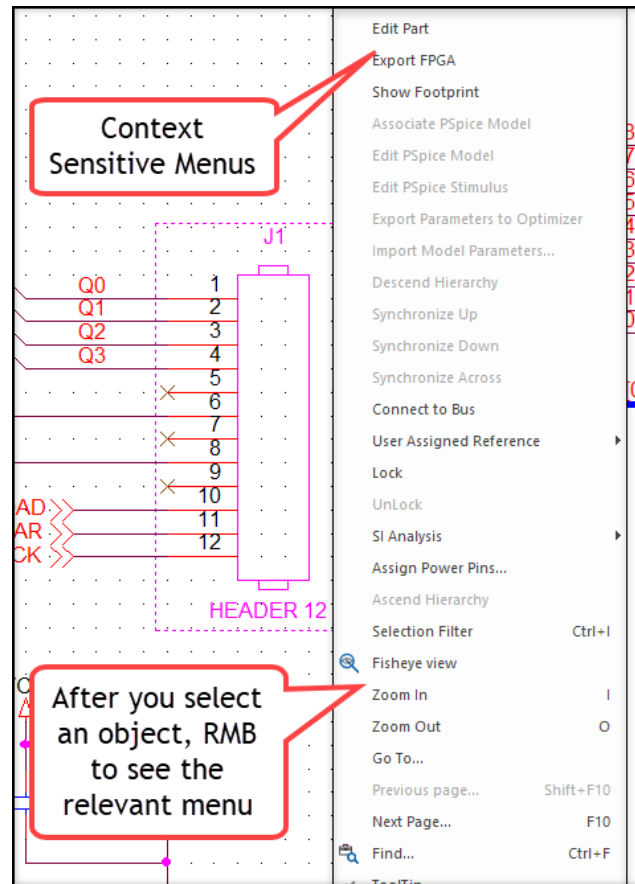 Edit Part
Export FPGA
Show Footprint
Associate PSpice Model
Edit PSpice Model
Edit PSpice Stimulus
Export Parameters to Optimizer
Import Model Parameters...
Descend Hierarchy
Synchronize Up
Synchronize Down
Synchronize Across
Connect to Bus
User Assigned Reference
Lock
UnLock
SI Analysis
Assign Power Pins...
Ascend Hierarchy
Selection Filter Ctrl+I
Fisheye view
Zoom In I
Zoom Out O
Go To...
Previous page... Shift+F10
Next Page... F10
Find... Ctrl+F
Context
Sensitive Menus
J1
Q0 1
Q1 2
Q2 3
Q3 4
5
6
7
8
9
AD 10
AR 11
CK 12
HEADER 12
After you select
an object, RMB
to see the
relevant menu